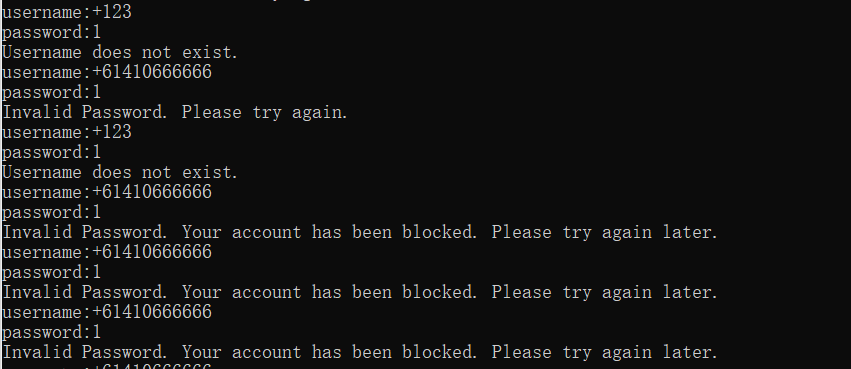 username:+123
password:1
Username does not exist.
username:+61410666666
password:1
Invalid Password. Please try again.
username:+123
password:1
Username does not exist.
username:+61410666666
password:1
Invalid Password. Your account has been blocked. Please try again later.
username:+61410666666
password:1
Invalid Password. Your account has been blocked. Please try again later.
username:+61410666666
password:1
Invalid Password. Your account has been blocked. Please try again later.